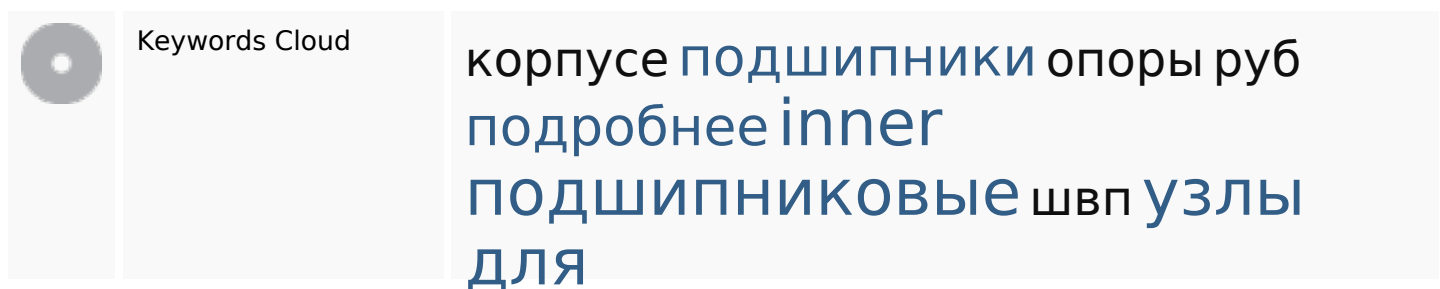 Keywords Cloud
корпусе подшипники опоры руб
подробнее inner
подшипниковые швп узлы
для